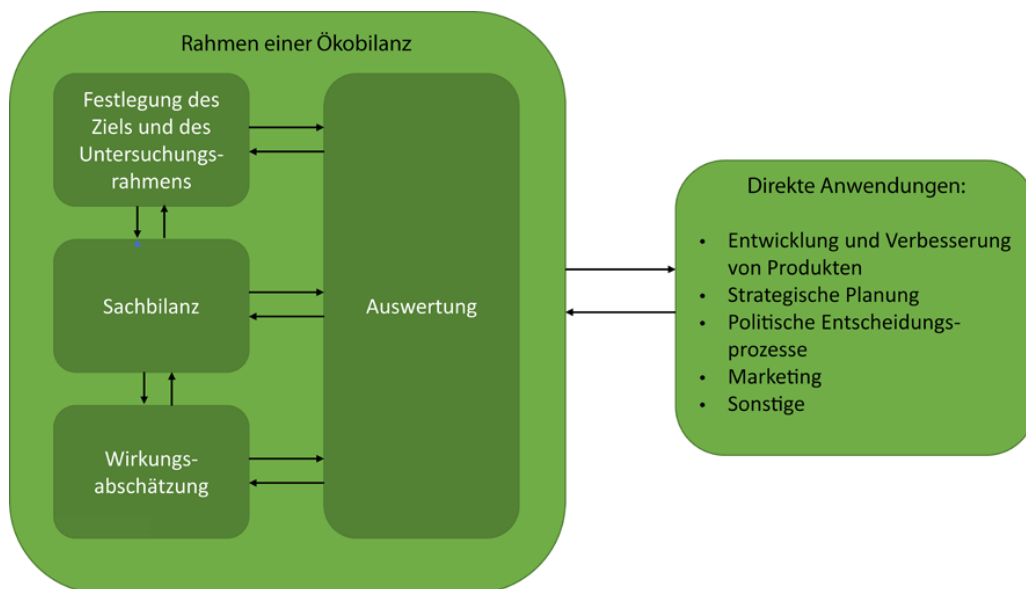 Rahmen einer Ökobilanz
Festlegung des
Ziels und des
Untersuchungs-
rahmens
Sachbilanz
Wirkungs-
abschätzung
Auswertung
Direkte Anwendungen:
• Entwicklung und Verbesserung
von Produkten
• Strategische Planung
• Politische Entscheidungs-
prozesse
• Marketing
• Sonstige